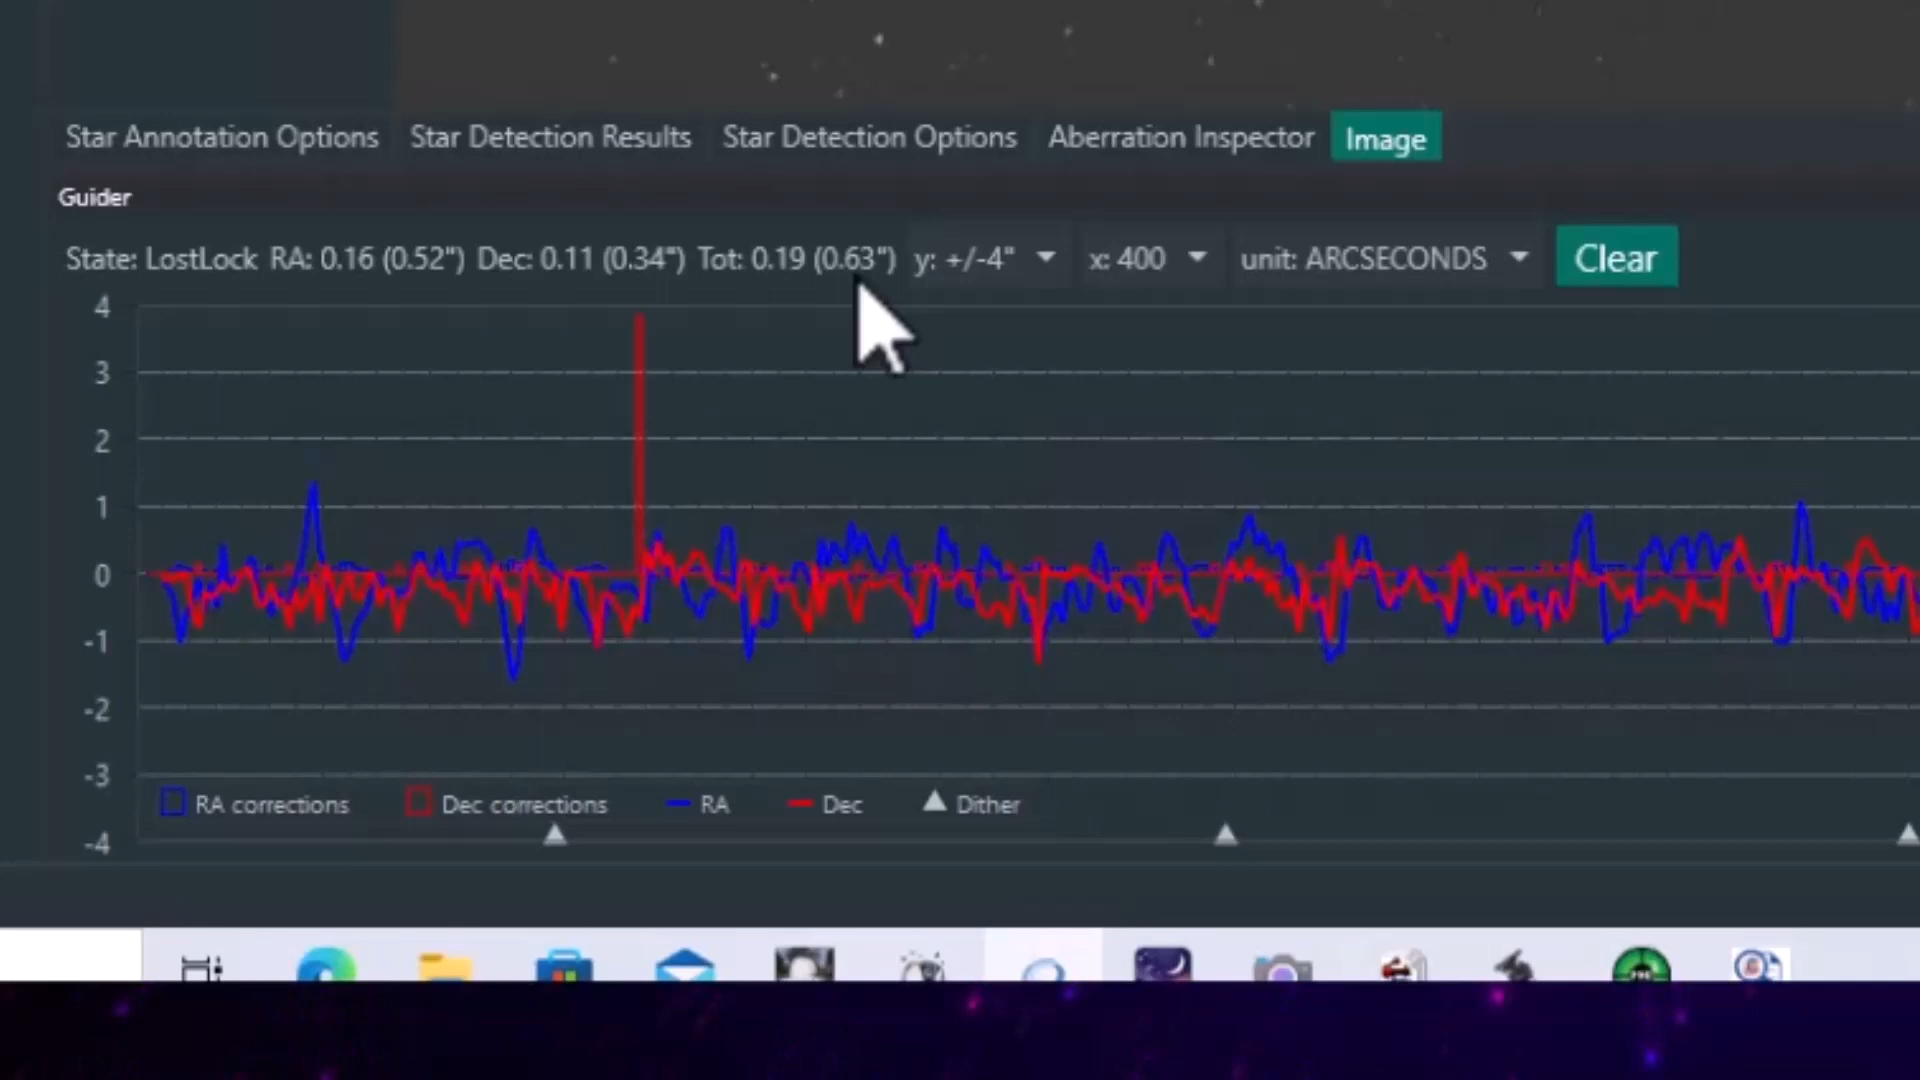 Star Annotation Options Star Detection Results Star Detection Options Aberration Inspector Image
Guider
State: LostLock RA: 0.16 (0.52") Dec: 0.11 (0.34") Tot: 0.19 (0.63") y: +/-4" x: 400 unit: ARCSECONDS Clear
4
3
2
1
0
-1
-2
-3
RA corrections Dec corrections RA Dec Dither
-4